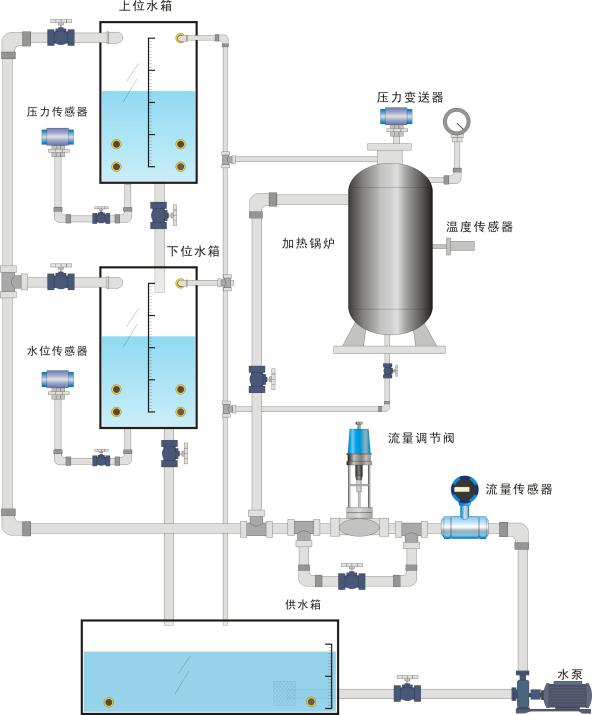 上位水箱
压力变送器
压力传感器
温度传感器
加热锅炉
下位水箱
水位传感器
流量调节阀
流量传感器
供水箱
水泵